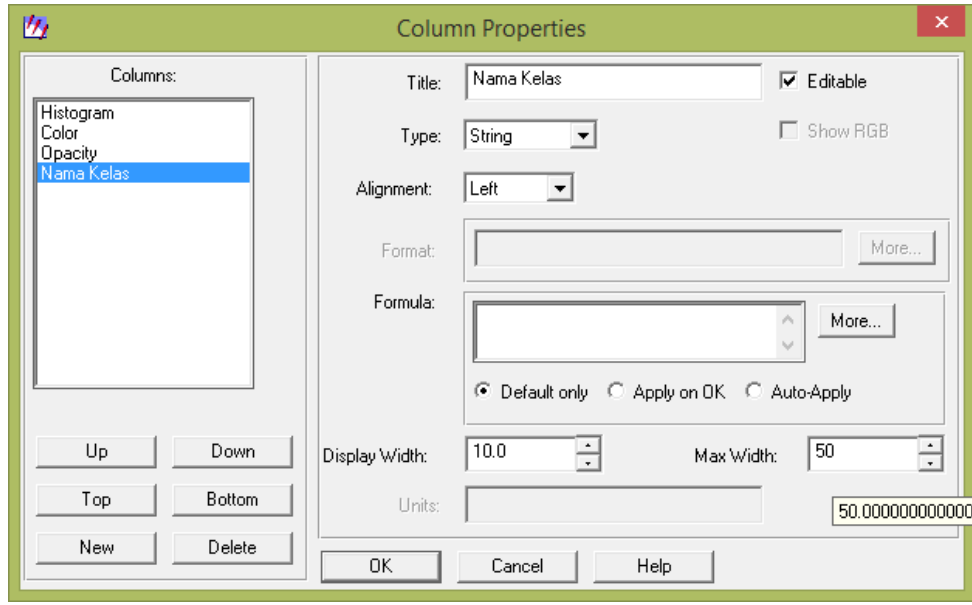 Column Properties
Columns:
Histogram
Color
Opacity
Nama Kelas
Up
Down
Top
Bottom
New
Delete
Title:
Nama Kelas
Editable
Type:
String
Show RGB
Alignment:
Left
Format:
More...
Formula:
More...
Default only
Apply on OK
Auto-Apply
Display Width:
10.0
Max Width:
50
Units:
50.000000000000
OK
Cancel
Help